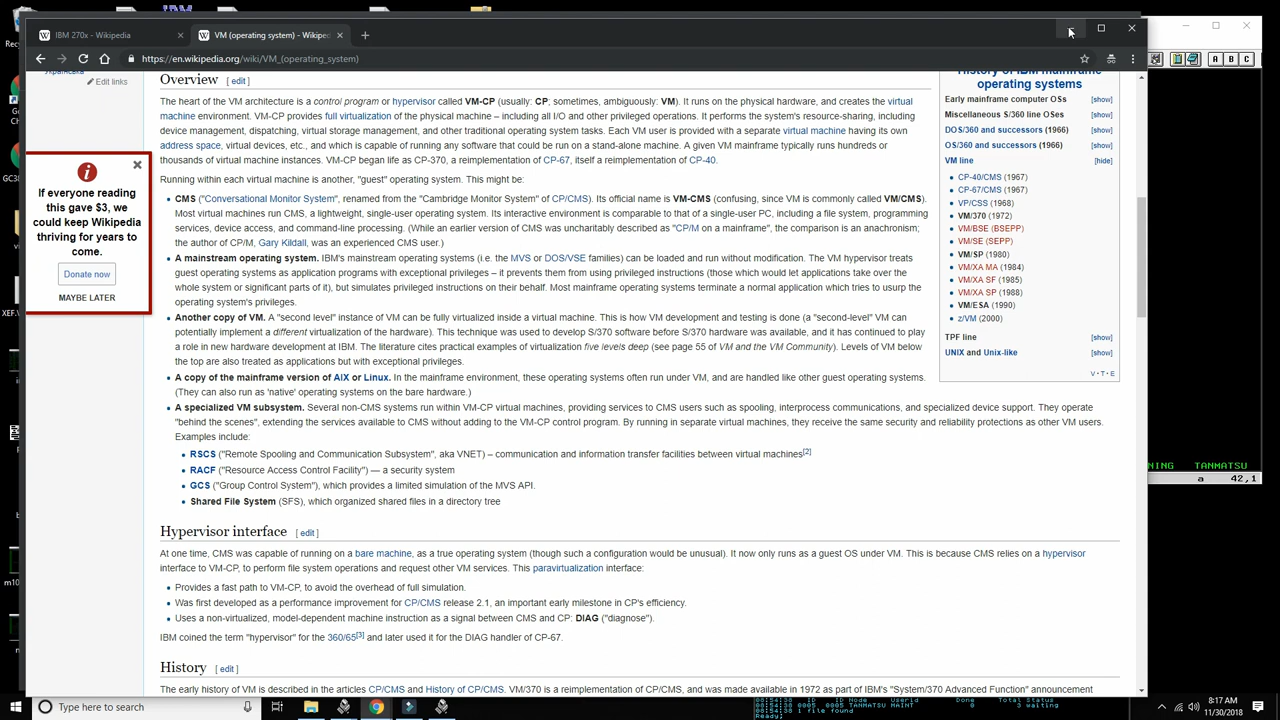 IBM 270x - Wikipedia
VM (operating system) - Wikiped
https://en.wikipedia.org/wiki/VM_(operating_system)
Українська
Edit links
Overview [ edit ]
The heart of the VM architecture is a control program or hypervisor called VM-CP (usually: CP; sometimes, ambiguously: VM). It runs on the physical hardware, and creates the virtual
machine environment. VM-CP provides full virtualization of the physical machine – including all I/O and other privileged operations. It performs the system's resource-sharing, including
device management, dispatching, virtual storage management, and other traditional operating system tasks. Each VM user is provided with a separate virtual machine having its own
address space, virtual devices, etc., and which is capable of running any software that could be run on a stand-alone machine. A given VM mainframe typically runs hundreds or
thousands of virtual machine instances. VM-CP began life as CP-370, a reimplementation of CP-67, itself a reimplementation of CP-40.
Running within each virtual machine is another, "guest" operating system. This might be:
CMS ("Conversational Monitor System", renamed from the "Cambridge Monitor System" of CP/CMS). Its official name is VM-CMS (confusing, since VM is commonly called VM/CMS).
Most virtual machines run CMS, a lightweight, single-user operating system. Its interactive environment is comparable to that of a single-user PC, including a file system, programming
services, device access, and command-line processing. (While an earlier version of CMS was uncharitably described as "CP/M on a mainframe", the comparison is an anachronism;
the author of CP/M, Gary Kildall, was an experienced CMS user.)
A mainstream operating system. IBM's mainstream operating systems (i.e. the MVS or DOS/VSE families) can be loaded and run without modification. The VM hypervisor treats
guest operating systems as application programs with exceptional privileges – it prevents them from using privileged instructions (those which would let applications take over the
whole system or significant parts of it), but simulates privileged instructions on their behalf. Most mainframe operating systems terminate a normal application which tries to usurp the
operating system's privileges.
Another copy of VM. A "second level" instance of VM can be fully virtualized inside a virtual machine. This is how VM development and testing is done (a "second-level" VM can
potentially implement a different virtualization of the hardware). This technique was used to develop S/370 software before S/370 hardware was available, and it has continued to play
a role in new hardware development at IBM. The literature cites practical examples of virtualization five levels deep (see page 55 of VM and the VM Community). Levels of VM below
the top are also treated as applications but with exceptional privileges.
A copy of the mainframe version of AIX or Linux. In the mainframe environment, these operating systems often run under VM, and are handled like other guest operating systems.
(They can also run as 'native' operating systems on the bare hardware.)
A specialized VM subsystem. Several non-CMS systems run within VM-CP virtual machines, providing services to CMS users such as spooling, interprocess communications, and specialized device support. They operate
"behind the scenes", extending the services available to CMS without adding to the VM-CP control program. By running in separate virtual machines, they receive the same security and reliability protections as other VM users.
Examples include:
RSCS ("Remote Spooling and Communication Subsystem", aka VNET) – communication and information transfer facilities between virtual machines[2]
RACF ("Resource Access Control Facility") — a security system
GCS ("Group Control System"), which provides a limited simulation of the MVS API.
Shared File System (SFS), which organized shared files in a directory tree
Hypervisor interface [ edit ]
At one time, CMS was capable of running on a bare machine, as a true operating system (though such a configuration would be unusual). It now only runs as a guest OS under VM. This is because CMS relies on a hypervisor
interface to VM-CP, to perform file system operations and request other VM services. This paravirtualization interface:
Provides a fast path to VM-CP, to avoid the overhead of full simulation.
Was first developed as a performance improvement for CP/CMS release 2.1, an important early milestone in CP's efficiency.
Uses a non-virtualized, model-dependent machine instruction as a signal between CMS and CP: DIAG ("diagnose").
IBM coined the term "hypervisor" for the 360/65[3] and later used it for the DIAG handler of CP-67.
History [ edit ]
The early history of VM is described in the articles CP/CMS and History of CP/CMS. VM/370 is a reimplementation of CP/CMS, and was made available in 1972 as part of IBM's "System/370 Advanced Function" announcement
History of IBM mainframe
operating systems
Early mainframe computer OSs [show]
Miscellaneous S/360 line OSes [show]
DOS/360 and successors (1966) [show]
OS/360 and successors (1966) [show]
VM line [hide]
CP-40/CMS (1967)
CP-67/CMS (1967)
VP/CSS (1968)
VM/370 (1972)
VM/BSE (BSEPP)
VM/SE (SEPP)
VM/SP (1980)
VM/XA MA (1984)
VM/XA SF (1985)
VM/XA SP (1988)
VM/ESA (1990)
z/VM (2000)
TPF line [show]
UNIX and Unix-like [show]
V · T · E
If everyone reading
this gave $3, we
could keep Wikipedia
thriving for years to
come.
Donate now
MAYBE LATER
A B C
NING TANMATSU
a 42,1
Type here to search
8:17 AM
11/30/2018